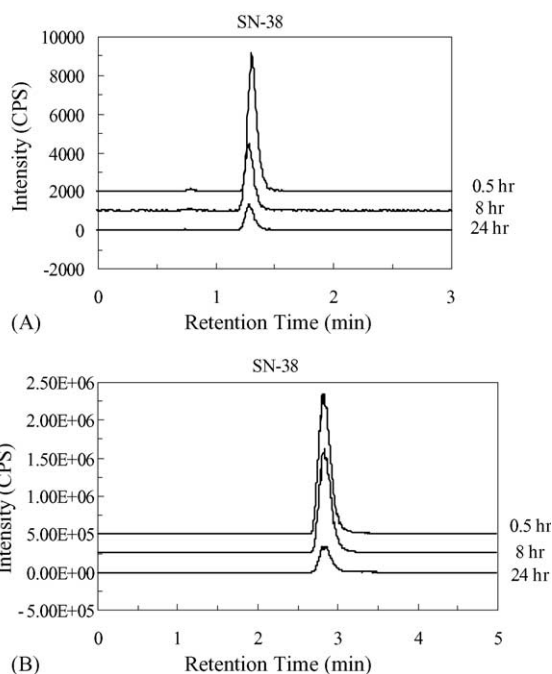 SN-38
10000
8000
6000
4000
2000
0
-2000
Intensity (CPS)
0.5 hr
8 hr
24 hr
0 1 2 3
(A) Retention Time (min)
SN-38
2.50E+06
2.00E+06
1.50E+06
1.00E+06
5.00E+05
0.00E+00
-5.00E+05
Intensity (CPS)
0.5 hr
8 hr
24 hr
0 1 2 3 4 5
(B) Retention Time (min)